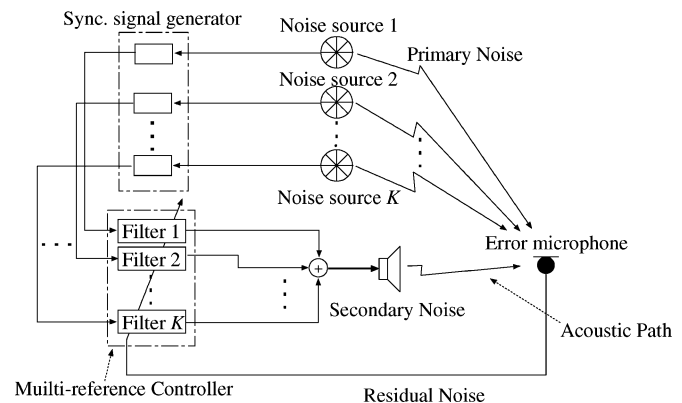 Sync. signal generator
Noise source 1
Primary Noise
Noise source 2
Noise source K
Filter 1
Filter 2
Filter K
Error microphone
Secondary Noise
Acoustic Path
Muilti-reference Controller
Residual Noise